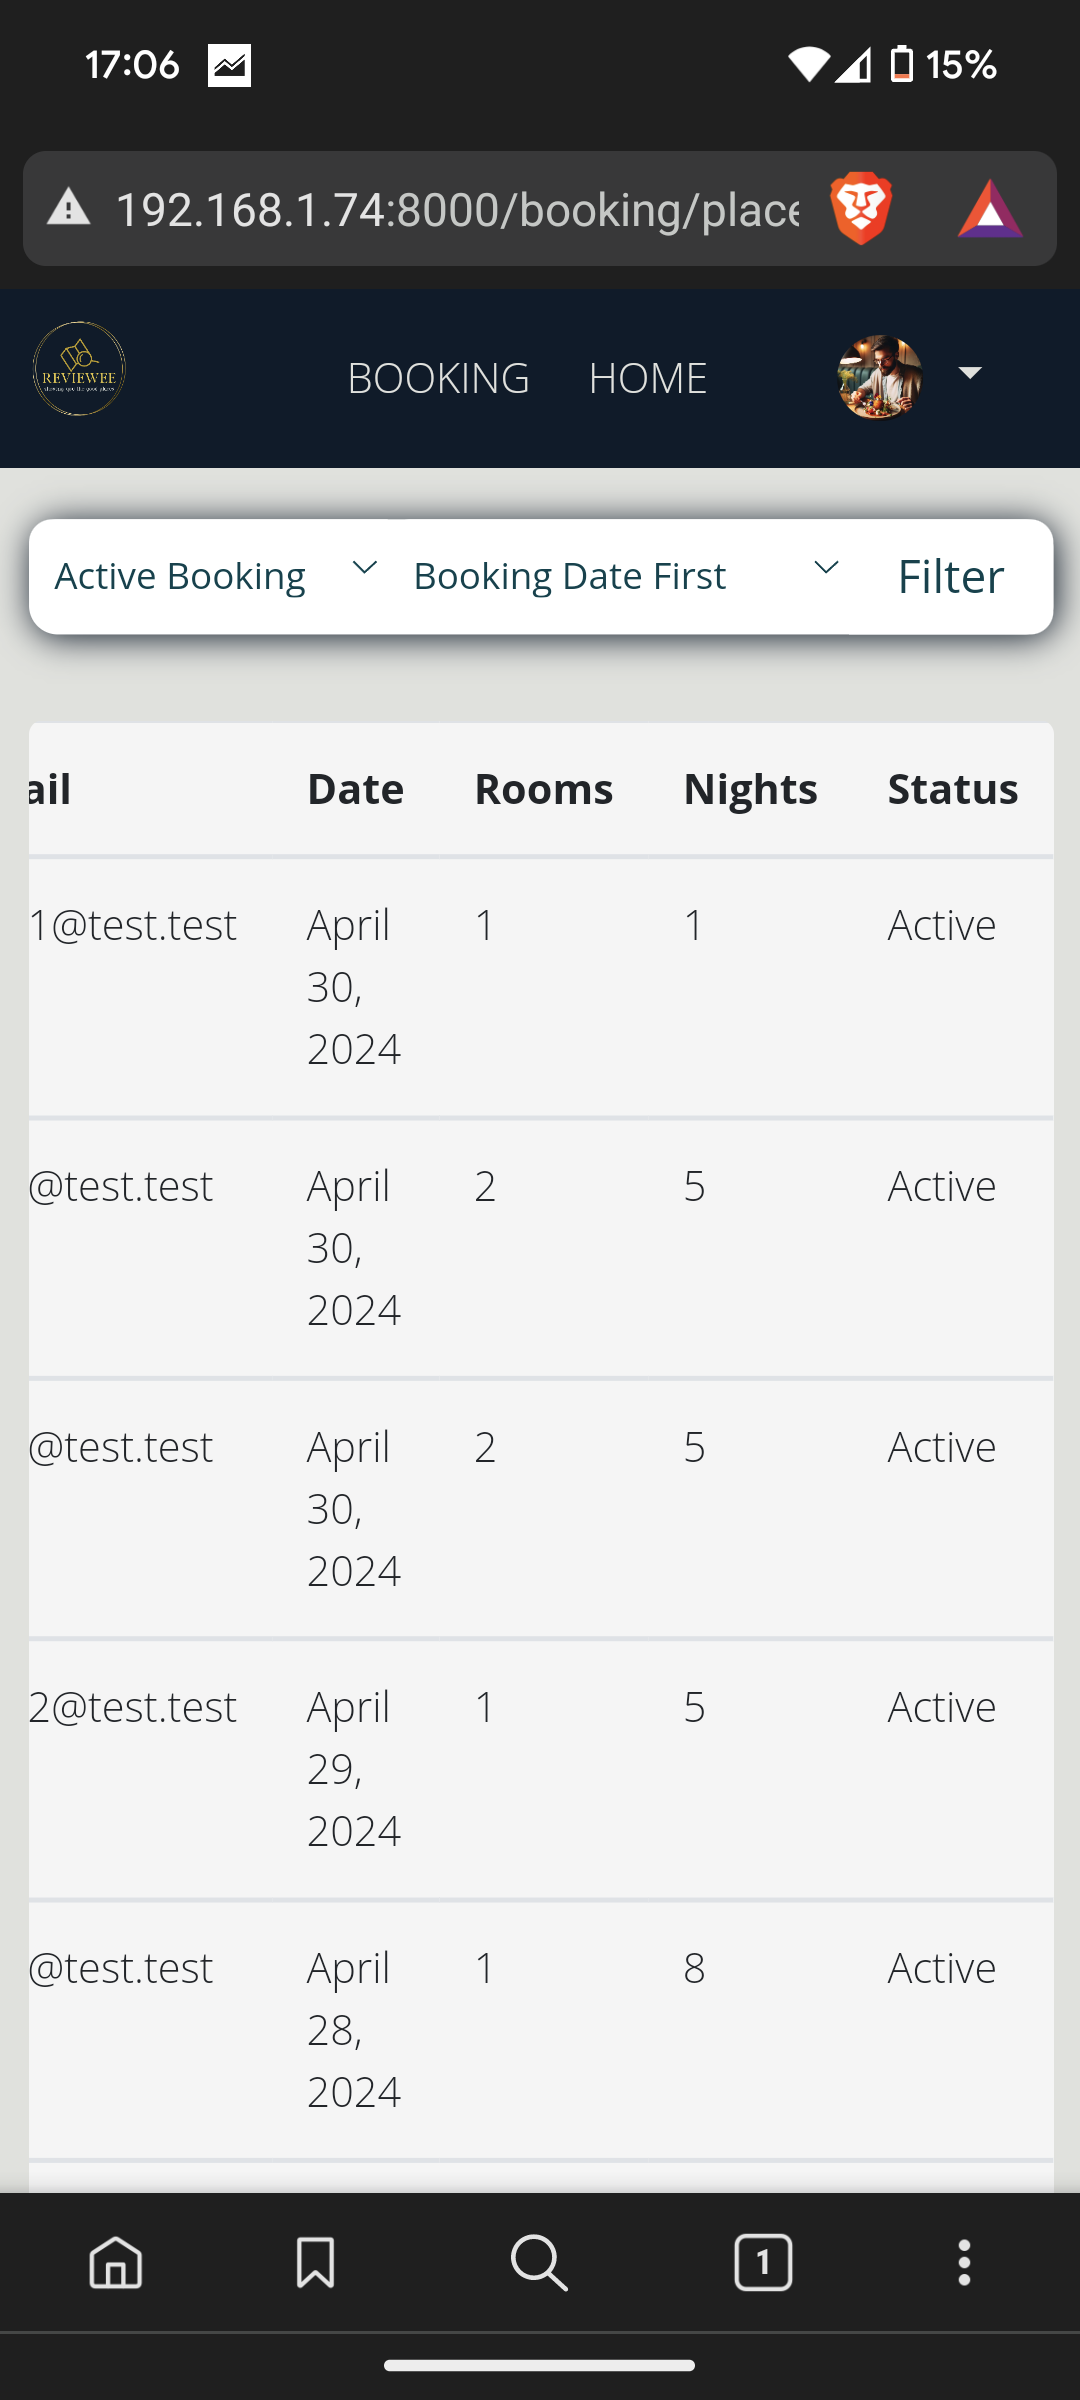 17:06 15%
192.168.1.74:8000/booking/place
REVIEWEE
BOOKING HOME
Active Booking Booking Date First Filter
ail Date Rooms Nights Status
1@test.test April 30, 2024 1 1 Active
@test.test April 30, 2024 2 5 Active
@test.test April 30, 2024 2 5 Active
2@test.test April 29, 2024 1 5 Active
@test.test April 28, 2024 1 8 Active
1